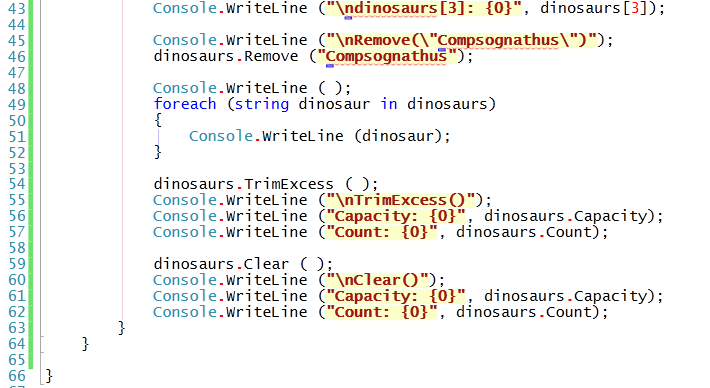 43 Console.WriteLine ("\ndinosaurs[3]: {0}", dinosaurs[3]);
44
45 Console.WriteLine ("\nRemove(\"Compsognathus\")");
46 dinosaurs.Remove ("Compsognathus");
47
48 Console.WriteLine ( );
49 foreach (string dinosaur in dinosaurs)
50 {
51 Console.WriteLine (dinosaur);
52 }
53
54 dinosaurs.TrimExcess ( );
55 Console.WriteLine ("\nTrimExcess()");
56 Console.WriteLine ("Capacity: {0}", dinosaurs.Capacity);
57 Console.WriteLine ("Count: {0}", dinosaurs.Count);
58
59 dinosaurs.Clear ( );
60 Console.WriteLine ("\nClear()");
61 Console.WriteLine ("Capacity: {0}", dinosaurs.Capacity);
62 Console.WriteLine ("Count: {0}", dinosaurs.Count);
63 }
64 }
65
66 }